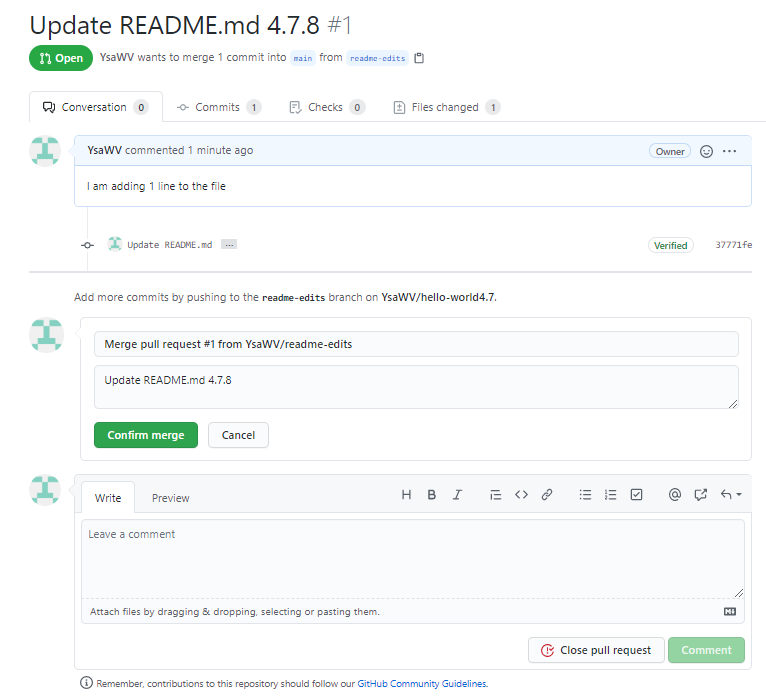 Update README.md 4.7.8 #1
Open YsaWV wants to merge 1 commit into main from readme-edits
Conversation 0 Commits 1 Checks 0 Files changed 1
YsaWV commented 1 minute ago Owner ...
I am adding 1 line to the file
Update README.md ... Verified 37771fe
Add more commits by pushing to the readme-edits branch on YsaWV/hello-world4.7.
Merge pull request #1 from YsaWV/readme-edits
Update README.md 4.7.8
Confirm merge Cancel
Write Preview H B I @
Leave a comment
Attach files by dragging & dropping, selecting or pasting them.
Close pull request Comment
Remember, contributions to this repository should follow our GitHub Community Guidelines.